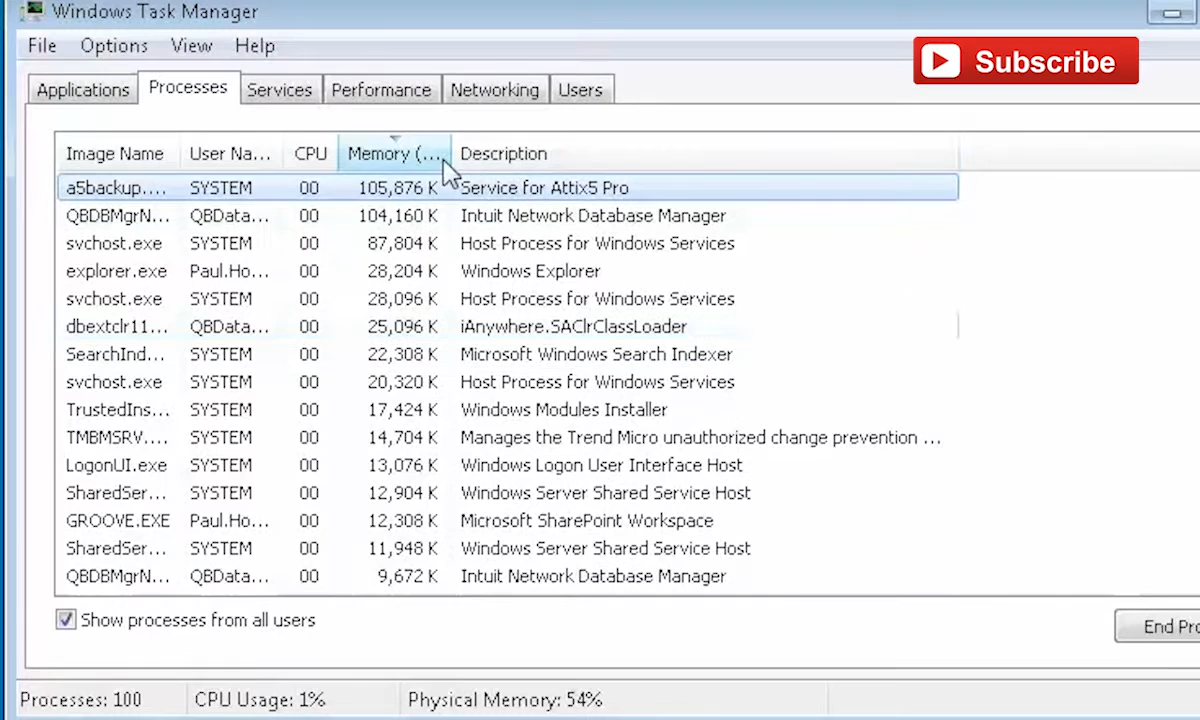 Windows Task Manager
File Options View Help
Subscribe
Applications Processes Services Performance Networking Users
Image Name User Na... CPU Memory (... Description
a5backup.... SYSTEM 00 105,876 K Service for Attix5 Pro
QBDBMgrN... QBData... 00 104,160 K Intuit Network Database Manager
svchost.exe SYSTEM 00 87,804 K Host Process for Windows Services
explorer.exe Paul.Ho... 00 28,204 K Windows Explorer
svchost.exe SYSTEM 00 28,096 K Host Process for Windows Services
dbextclr11... QBData... 00 25,096 K iAnywhere.SAClrClassLoader
SearchInd... SYSTEM 00 22,308 K Microsoft Windows Search Indexer
svchost.exe SYSTEM 00 20,320 K Host Process for Windows Services
TrustedIns... SYSTEM 00 17,424 K Windows Modules Installer
TMBMSRV.... SYSTEM 00 14,704 K Manages the Trend Micro unauthorized change prevention ...
LogonUI.exe SYSTEM 00 13,076 K Windows Logon User Interface Host
SharedSer... SYSTEM 00 12,904 K Windows Server Shared Service Host
GROOVE.EXE Paul.Ho... 00 12,308 K Microsoft SharePoint Workspace
SharedSer... SYSTEM 00 11,948 K Windows Server Shared Service Host
QBDBMgrN... QBData... 00 9,672 K Intuit Network Database Manager
Show processes from all users
End Pro
Processes: 100 CPU Usage: 1% Physical Memory: 54%